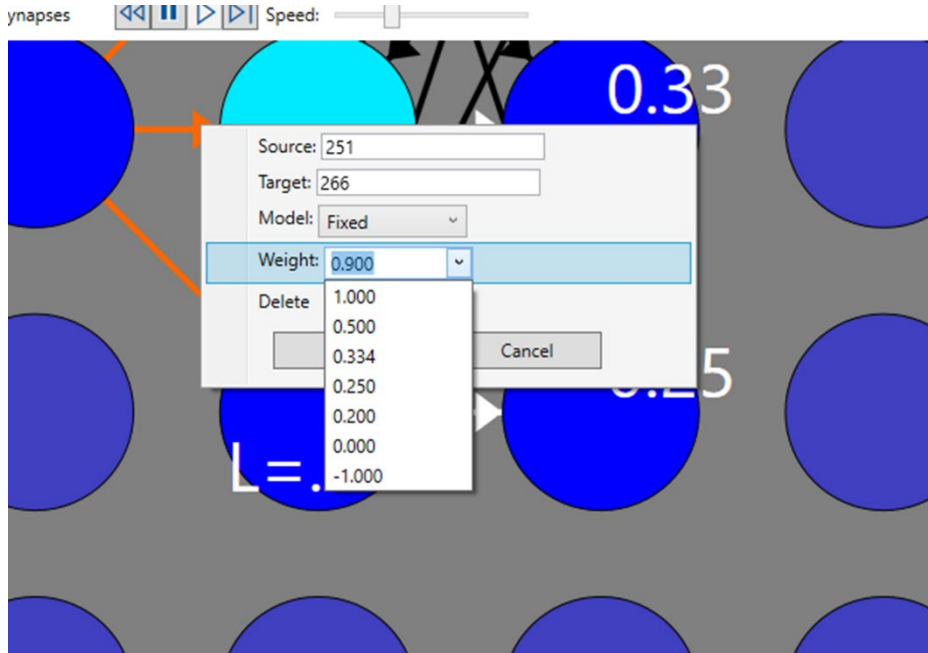 ynapses Speed:
0.33
Source: 251
Target: 266
Model: Fixed
Weight: 0.900
Delete 1.000
0.500
0.334
Cancel
0.250
.25
0.200
0.000
L=.
-1.000